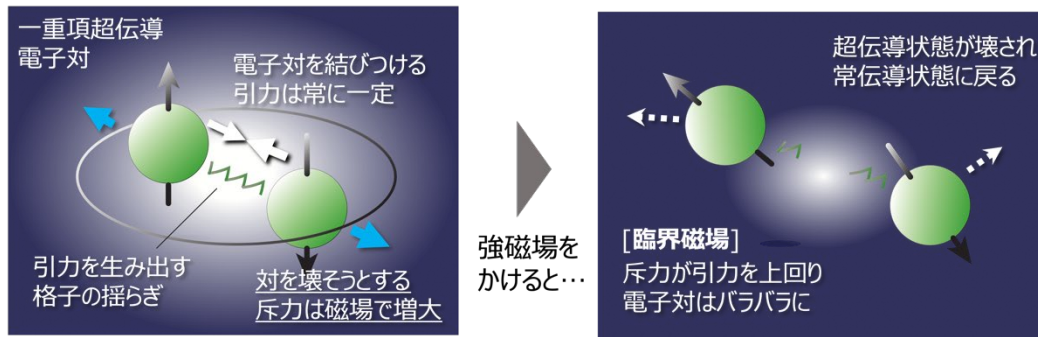 一重項超伝導
電子対
電子対を結びつける
引力は常に一定
引力を生み出す
格子の揺らぎ
対を壊そうとする
斥力は磁場で増大
強磁場を
かけると…
超伝導状態が壊され
常伝導状態に戻る
[臨界磁場]
斥力が引力を上回り
電子対はバラバラに